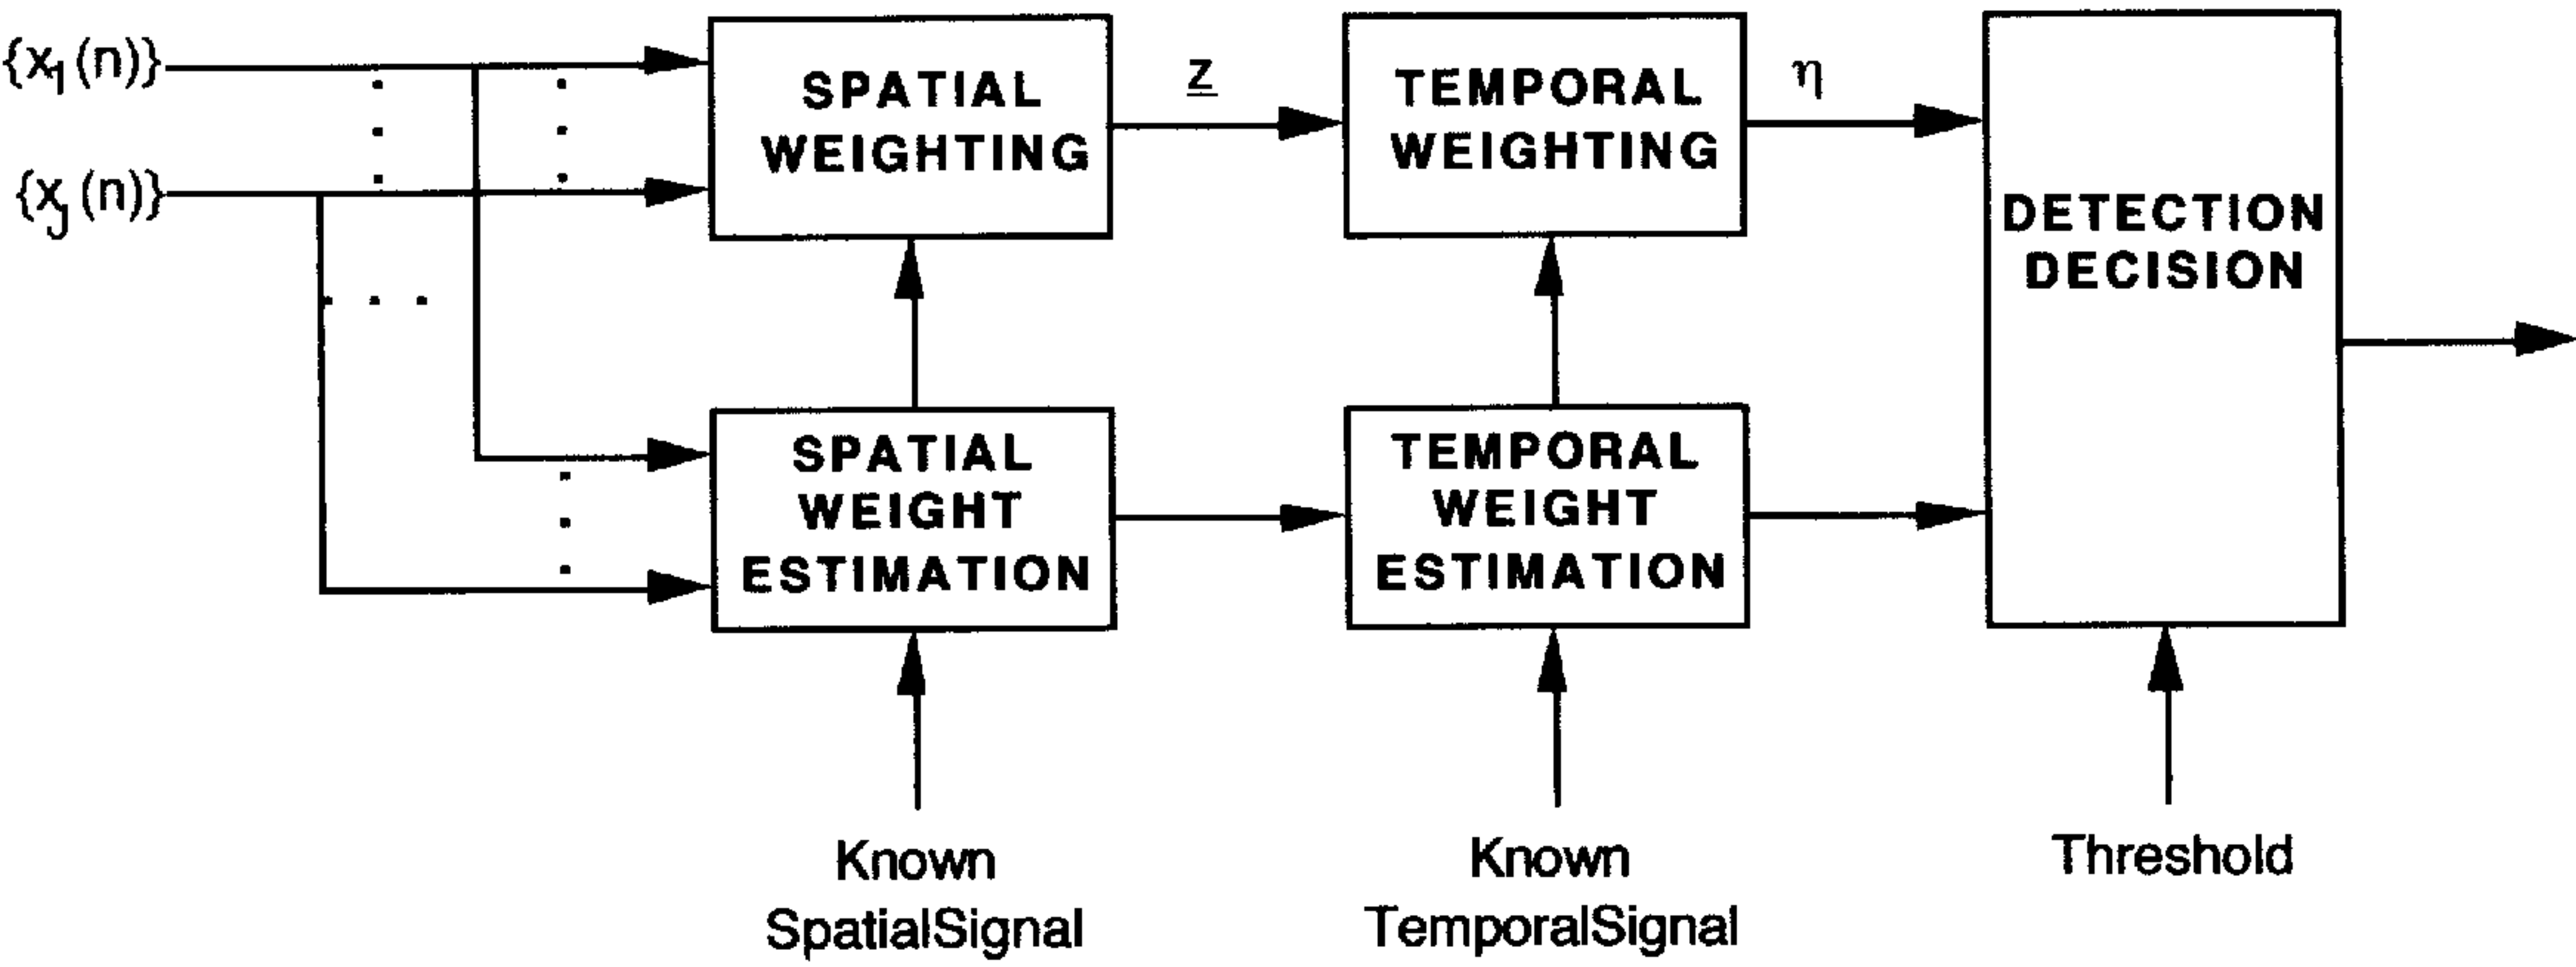 {x1(n)}
{xJ(n)}
SPATIAL
WEIGHTING
z
TEMPORAL
WEIGHTING
η
DETECTION
DECISION
SPATIAL
WEIGHT
ESTIMATION
TEMPORAL
WEIGHT
ESTIMATION
Known
SpatialSignal
Known
TemporalSignal
Threshold